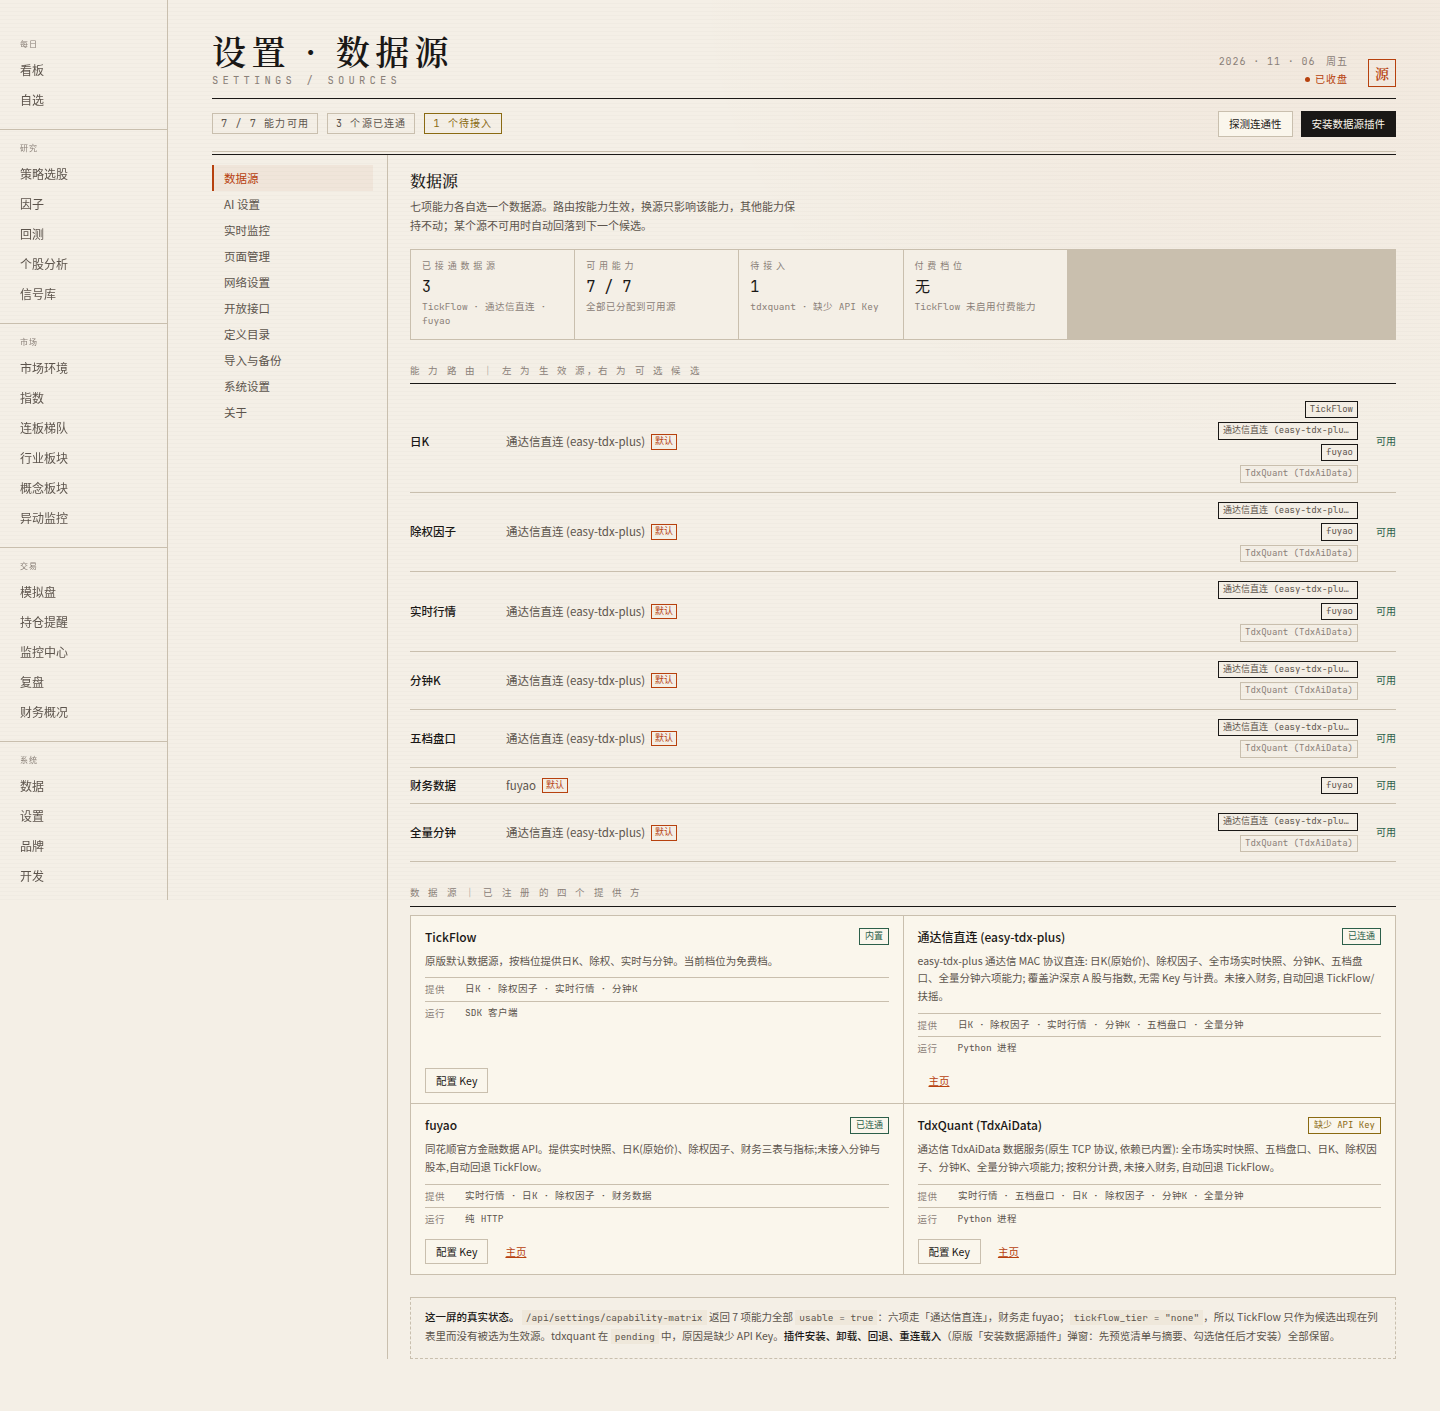 每日
看板
自选
研究
策略选股
因子
回测
个股分析
信号库
市场
市场环境
指数
连板梯队
行业板块
概念板块
异动监控
交易
模拟盘
持仓提醒
监控中心
复盘
财务概况
系统
数据
设置
品牌
开发
设置 · 数据源
SETTINGS / SOURCES
2026 · 11 · 06 周五
已收盘
源
7 / 7 能力可用
3 个源已连通
1 个待接入
探测连通性
安装数据源插件
数据源
AI 设置
实时监控
页面管理
网络设置
开放接口
定义目录
导入与备份
系统设置
关于
数据源
七项能力各自选一个数据源。路由按能力生效，换源只影响该能力，其他能力保
持不动；某个源不可用时自动回落到下一个候选。
已接通数据源
3
TickFlow · 通达信直连 ·
fuyao
可用能力
7 / 7
全部已分配到可用源
待接入
1
tdxquant · 缺少 API Key
付费档位
无
TickFlow 未启用付费能力
能力路由 | 左为生效源，右为可选候选
日K
通达信直连 (easy-tdx-plus) 默认
TickFlow
通达信直连 (easy-tdx-plu…
fuyao
TdxQuant (TdxAiData)
可用
除权因子
通达信直连 (easy-tdx-plus) 默认
通达信直连 (easy-tdx-plu…
fuyao
TdxQuant (TdxAiData)
可用
实时行情
通达信直连 (easy-tdx-plus) 默认
通达信直连 (easy-tdx-plu…
fuyao
TdxQuant (TdxAiData)
可用
分钟K
通达信直连 (easy-tdx-plus) 默认
通达信直连 (easy-tdx-plu…
TdxQuant (TdxAiData)
可用
五档盘口
通达信直连 (easy-tdx-plus) 默认
通达信直连 (easy-tdx-plu…
TdxQuant (TdxAiData)
可用
财务数据
fuyao 默认
fuyao
可用
全量分钟
通达信直连 (easy-tdx-plus) 默认
通达信直连 (easy-tdx-plu…
TdxQuant (TdxAiData)
可用
数据源 | 已注册的四个提供方
TickFlow
内置
原版默认数据源，按档位提供日K、除权、实时与分钟。当前档位为免费档。
提供 日K · 除权因子 · 实时行情 · 分钟K
运行 SDK 客户端
配置 Key
通达信直连 (easy-tdx-plus)
已连通
easy-tdx-plus 通达信 MAC 协议直连: 日K(原始价)、除权因子、全市场实时快照、分钟K、五档盘
口、全量分钟六项能力; 覆盖沪深京 A 股与指数, 无需 Key 与计费。未接入财务, 自动回退 TickFlow/
扶摇。
提供 日K · 除权因子 · 实时行情 · 分钟K · 五档盘口 · 全量分钟
运行 Python 进程
主页
fuyao
已连通
同花顺官方金融数据 API。提供实时快照、日K(原始价)、除权因子、财务三表与指标;未接入分钟与
股本,自动回退 TickFlow。
提供 实时行情 · 日K · 除权因子 · 财务数据
运行 纯 HTTP
配置 Key
主页
TdxQuant (TdxAiData)
缺少 API Key
通达信 TdxAiData 数据服务(原生 TCP 协议, 依赖已内置): 全市场实时快照、五档盘口、日K、除权因
子、分钟K、全量分钟六项能力; 按积分计费, 未接入财务, 自动回退 TickFlow。
提供 实时行情 · 五档盘口 · 日K · 除权因子 · 分钟K · 全量分钟
运行 Python 进程
配置 Key
主页
这一屏的真实状态。 /api/settings/capability-matrix 返回 7 项能力全部 usable = true ：六项走「通达信直连」，财务走 fuyao； tickflow_tier = "none" ，所以 TickFlow 只作为候选出现在列
表里而没有被选为生效源。tdxquant 在 pending 中，原因是缺少 API Key。插件安装、卸载、回退、重连载入（原版「安装数据源插件」弹窗：先预览清单与摘要、勾选信任后才安装）全部保留。